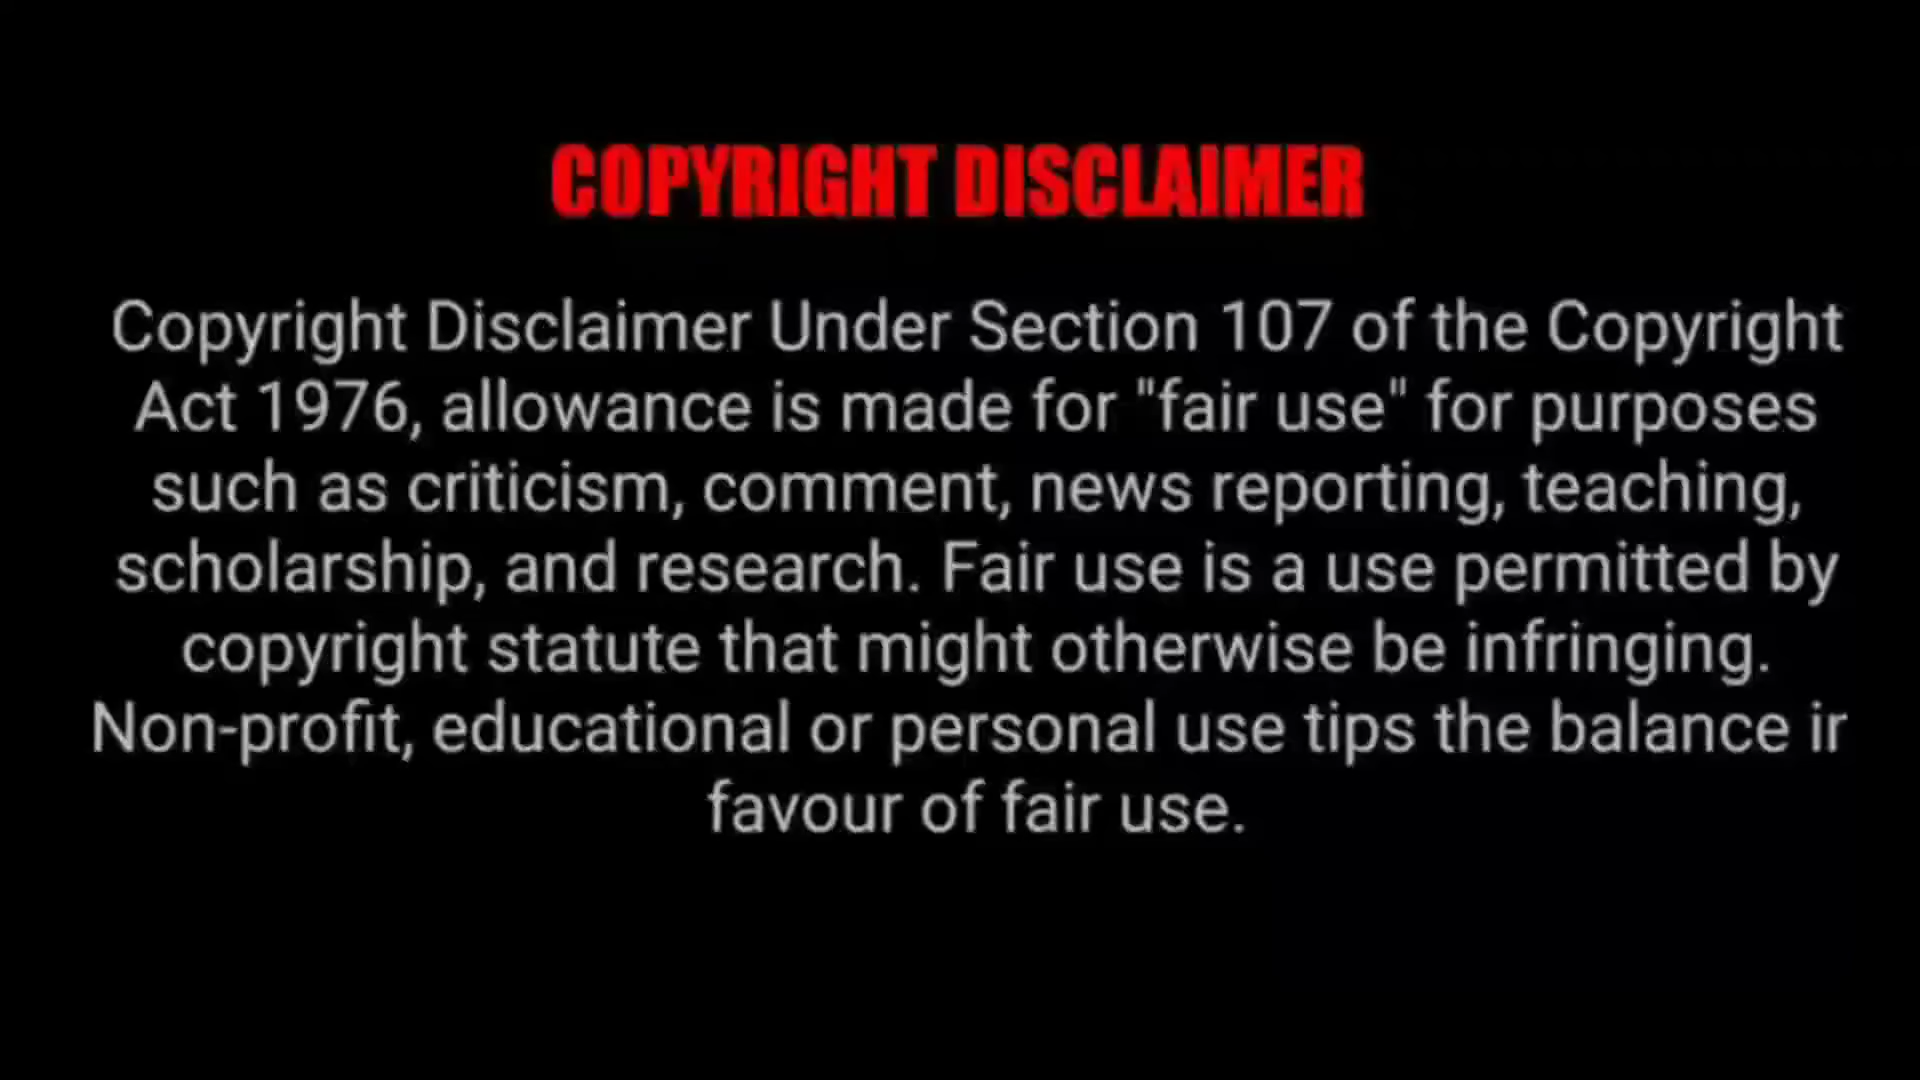 COPYRIGHT DISCLAIMER
Copyright Disclaimer Under Section 107 of the Copyright
Act 1976, allowance is made for "fair use" for purposes
such as criticism, comment, news reporting, teaching,
scholarship, and research. Fair use is a use permitted by
copyright statute that might otherwise be infringing.
Non-profit, educational or personal use tips the balance ir
favour of fair use.